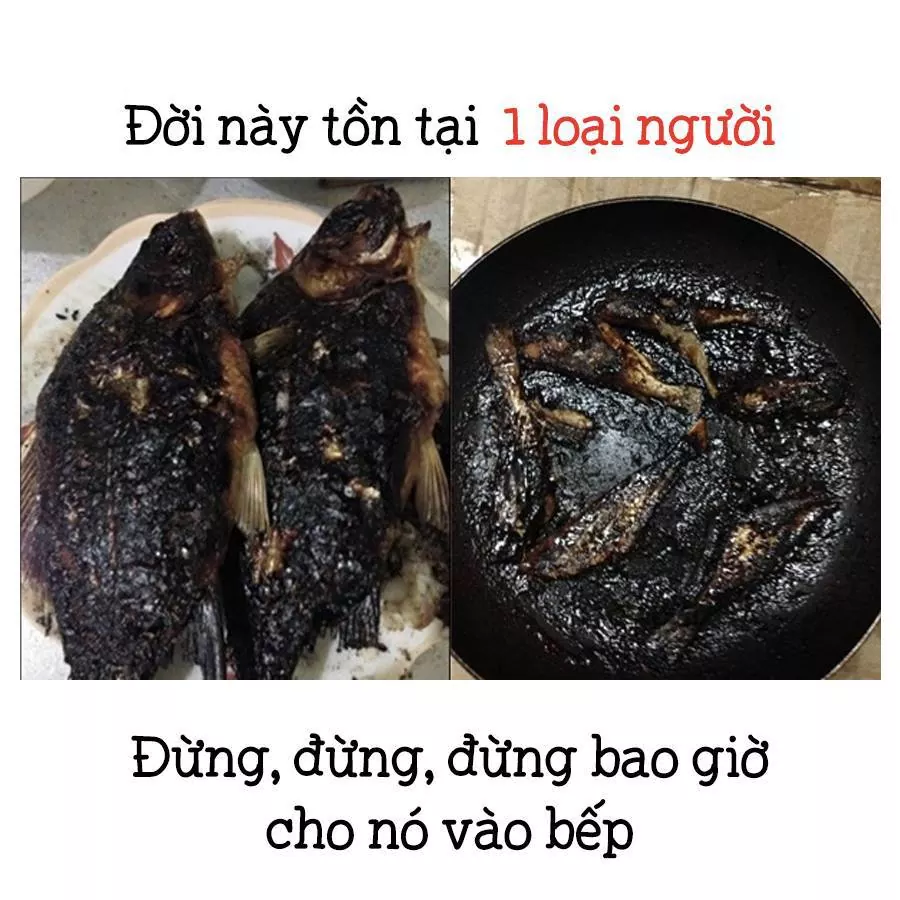 Đời này tồn tại 1 loại người
Đừng, đừng, đừng bao giờ
cho nó vào bếp